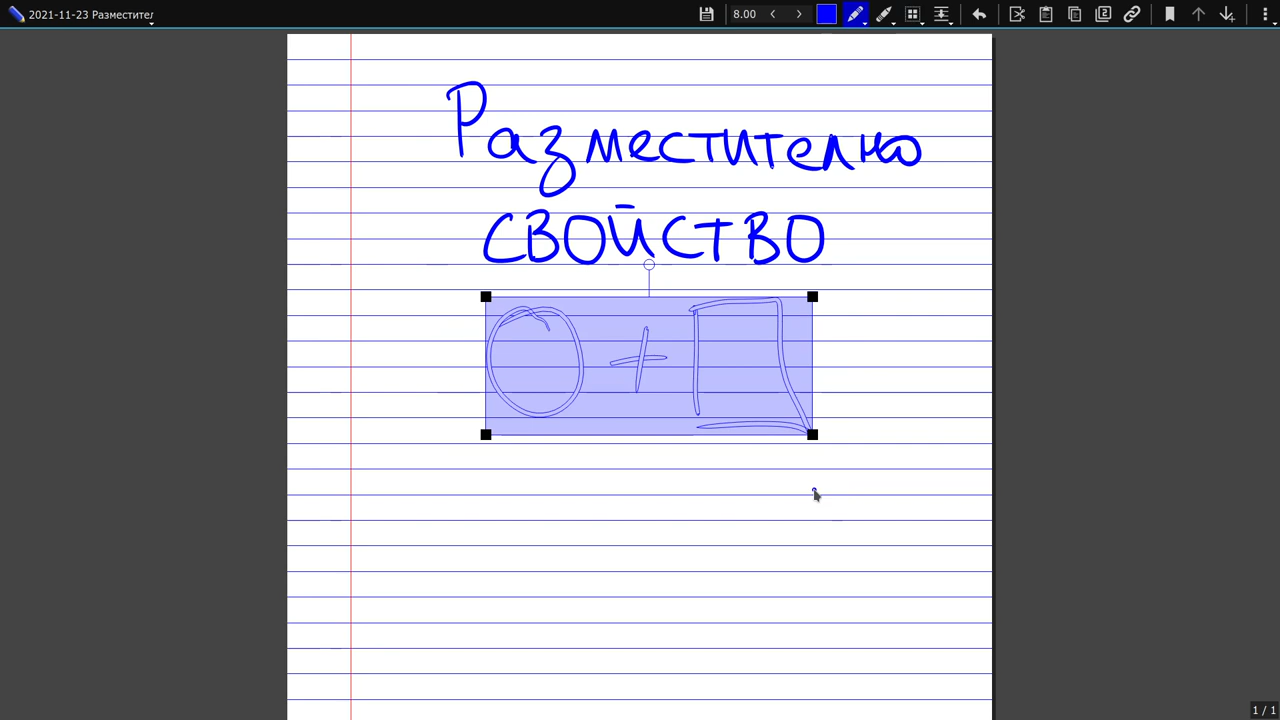 2021-11-23 Разместител
8.00
Разместително
свойство
О + □
1 / 1